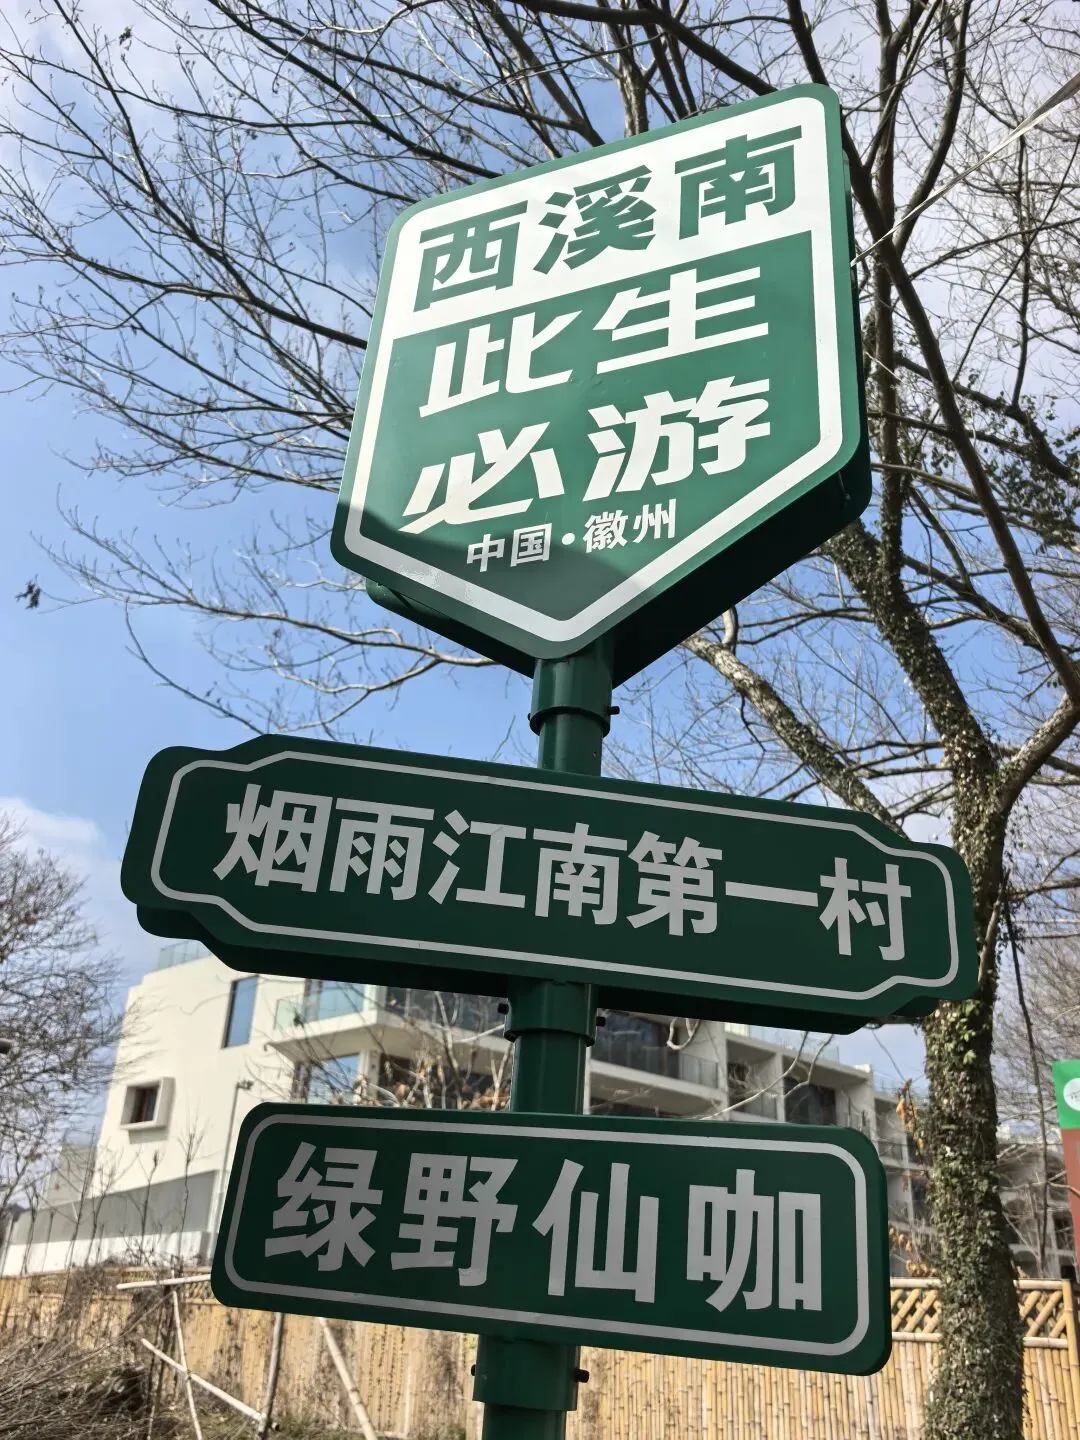 西溪南
此生
必游
中国·徽州
烟雨江南第一村
绿野仙咖